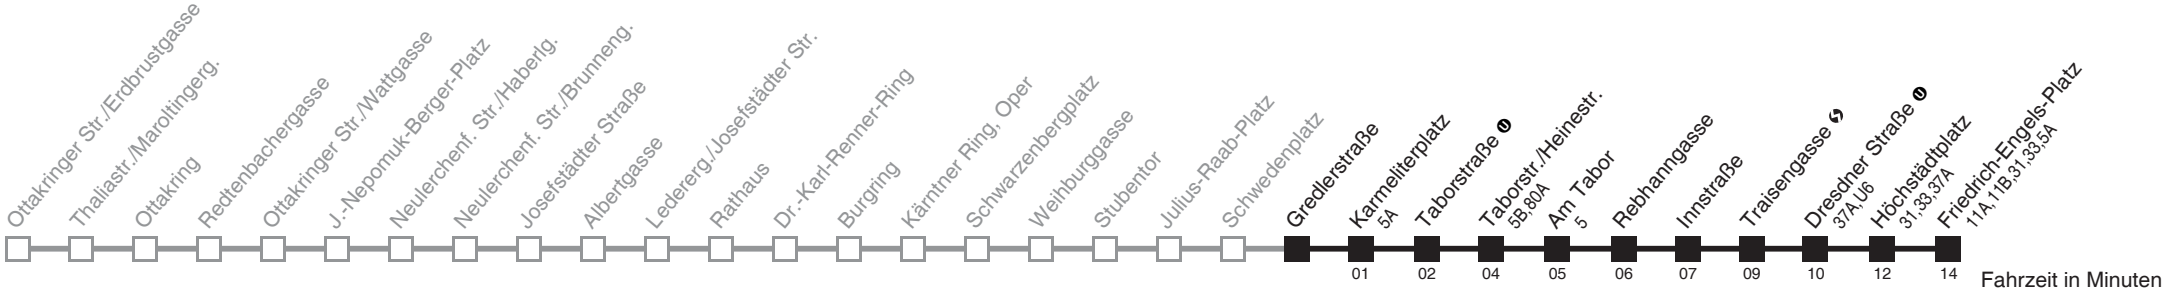 Ottakringer Str./Erdbrustgasse
Thaliastr./Maroltingerg.
Ottakring
Redtenbachergasse
Ottakringer Str./Wattgasse
J.-Nepomuk-Berger-Platz
Neulerchenf. Str./Haberlg.
Neulerchenf. Str./Brunneng.
Josefstädter Straße
Albertgasse
Ledererg./Josefstädter Str.
Rathaus
Dr.-Karl-Renner-Ring
Burgring
Kärntner Ring, Oper
Schwarzenbergplatz
Weihburggasse
Stubentor
Julius-Raab-Platz
Schwedenplatz
Gredlerstraße
Karmeliterplatz
5A
Taborstraße U
Taborstr./Heinestr.
5B,80A
Am Tabor
5
Rebhanngasse
Innstraße
Traisengasse S
Dresdner Straße U
37A,U6
Höchstädtplatz
31,33,37A
Friedrich-Engels-Platz
11A,11B,31,33,5A
01 02 04 05 06 07 09 10 12 14 Fahrzeit in Minuten